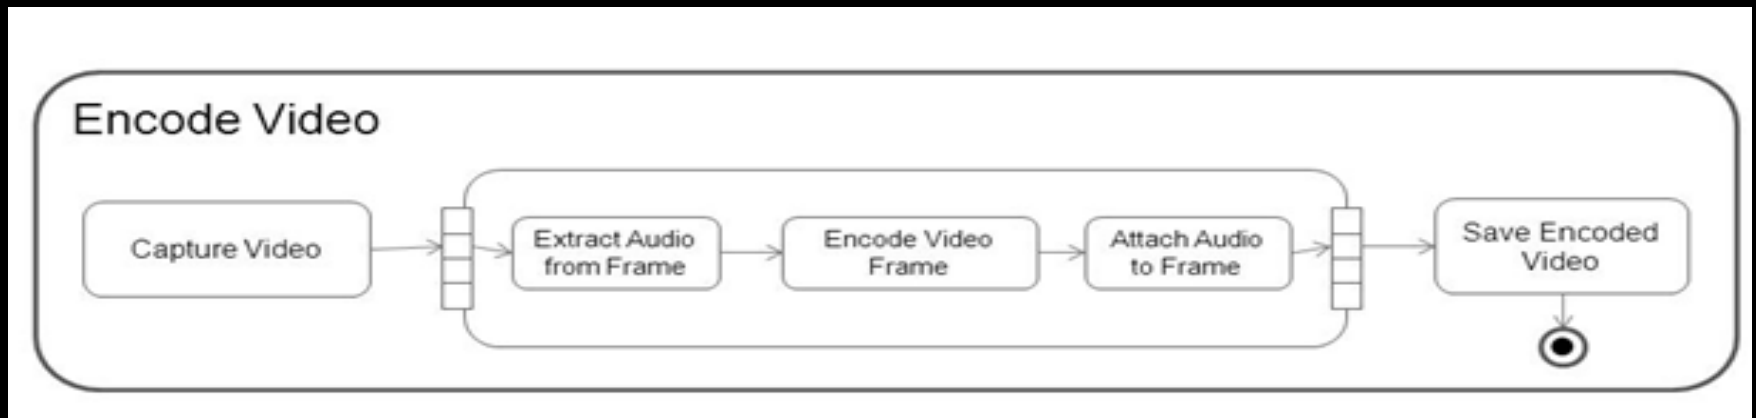 Encode Video
Capture Video
Extract Audio
from Frame
Encode Video
Frame
Attach Audio
to Frame
Save Encoded
Video